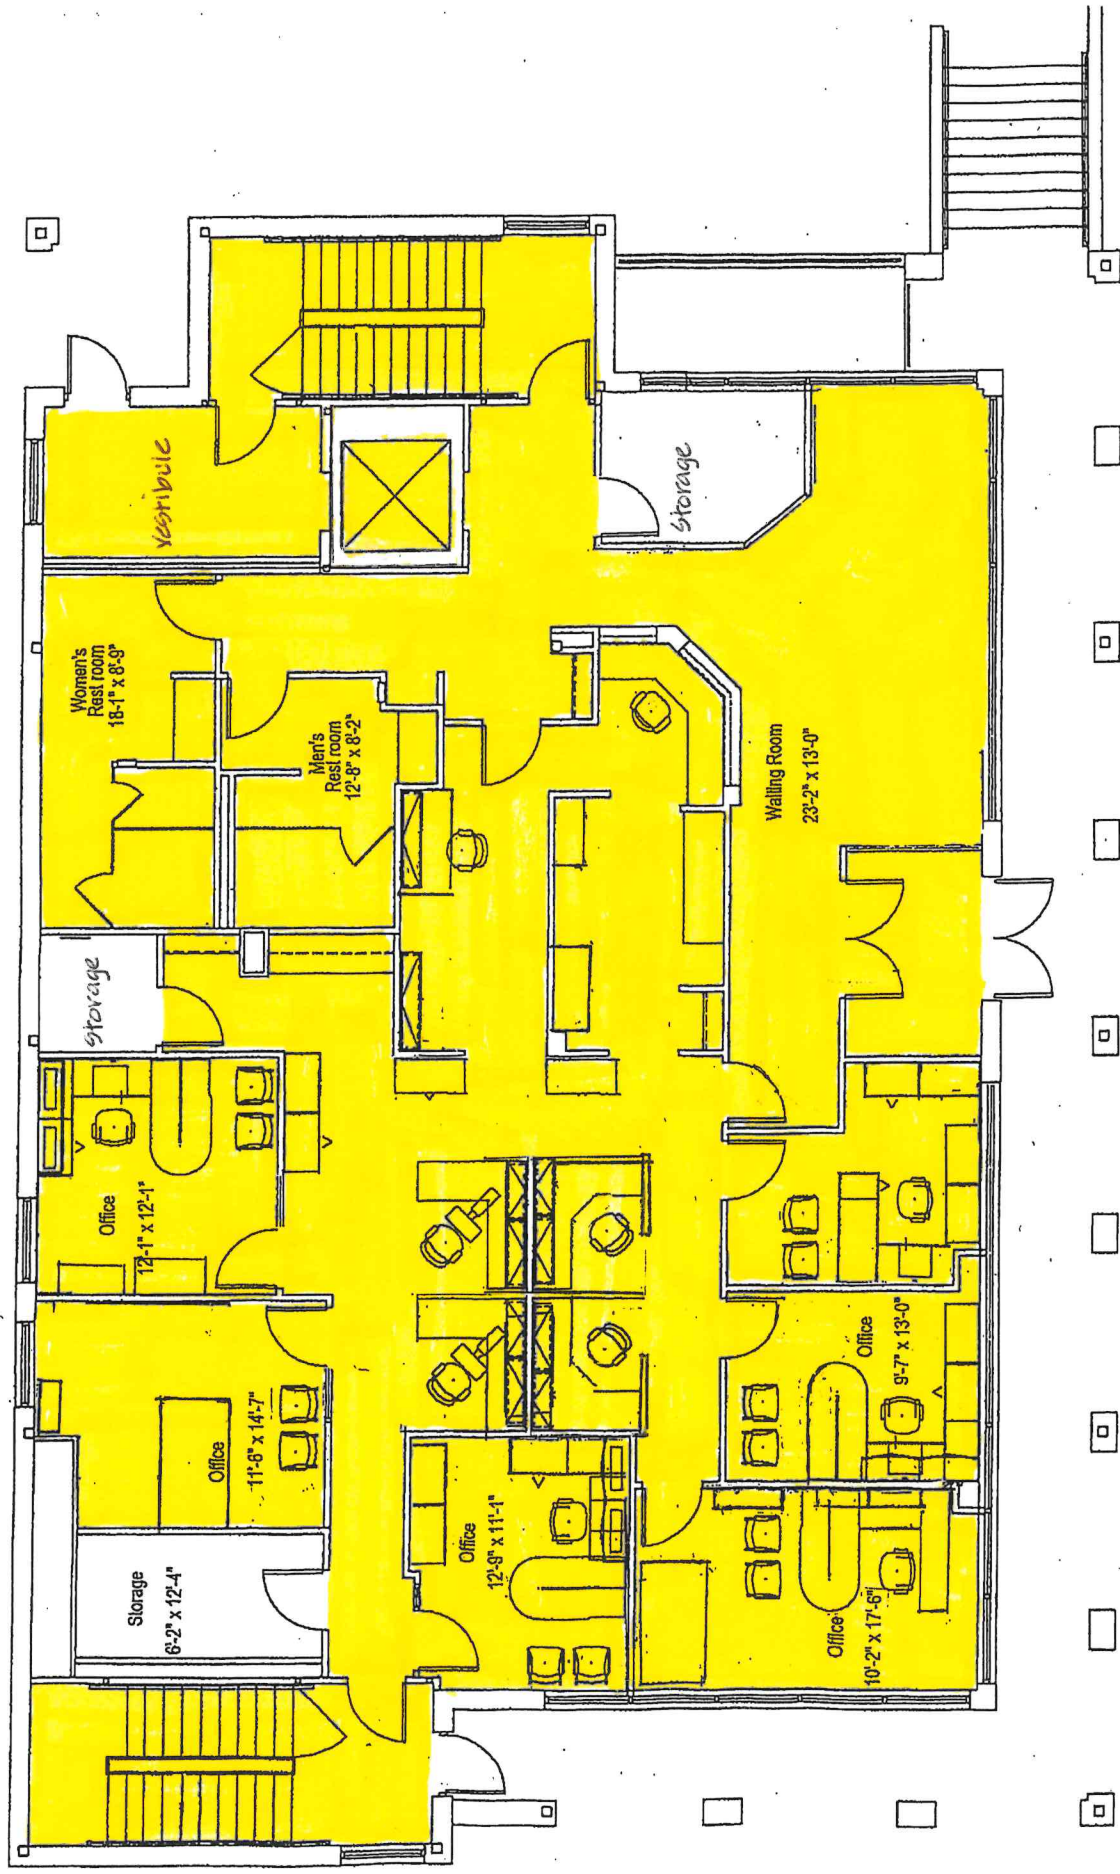 Vestibule
Women's
Rest room
18-1" x 8'-9"
Men's
Rest room
12'-8" x 8'-2"
Storage
Storage
Waiting Room
23'-2" x 13'-0"
Office
12'-1" x 12'-1"
Office
11'-6" x 14'-7"
Storage
6'-2" x 12'-4"
Office
12'-9" x 11'-1"
Office
9'-7" x 13'-0"
Office
10'-2" x 17'-6"